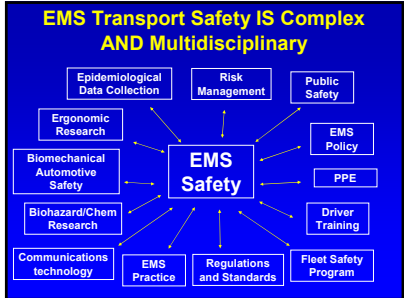 EMS Transport Safety IS Complex
AND Multidisciplinary
Epidemiological
Data Collection
Risk
Management
Public
Safety
Ergonomic
Research
EMS
Policy
Biomechanical
Automotive
Safety
EMS
Safety
PPE
Biohazard/Chem
Research
Driver
Training
Communications
technology
EMS
Practice
Regulations
and Standards
Fleet Safety
Program